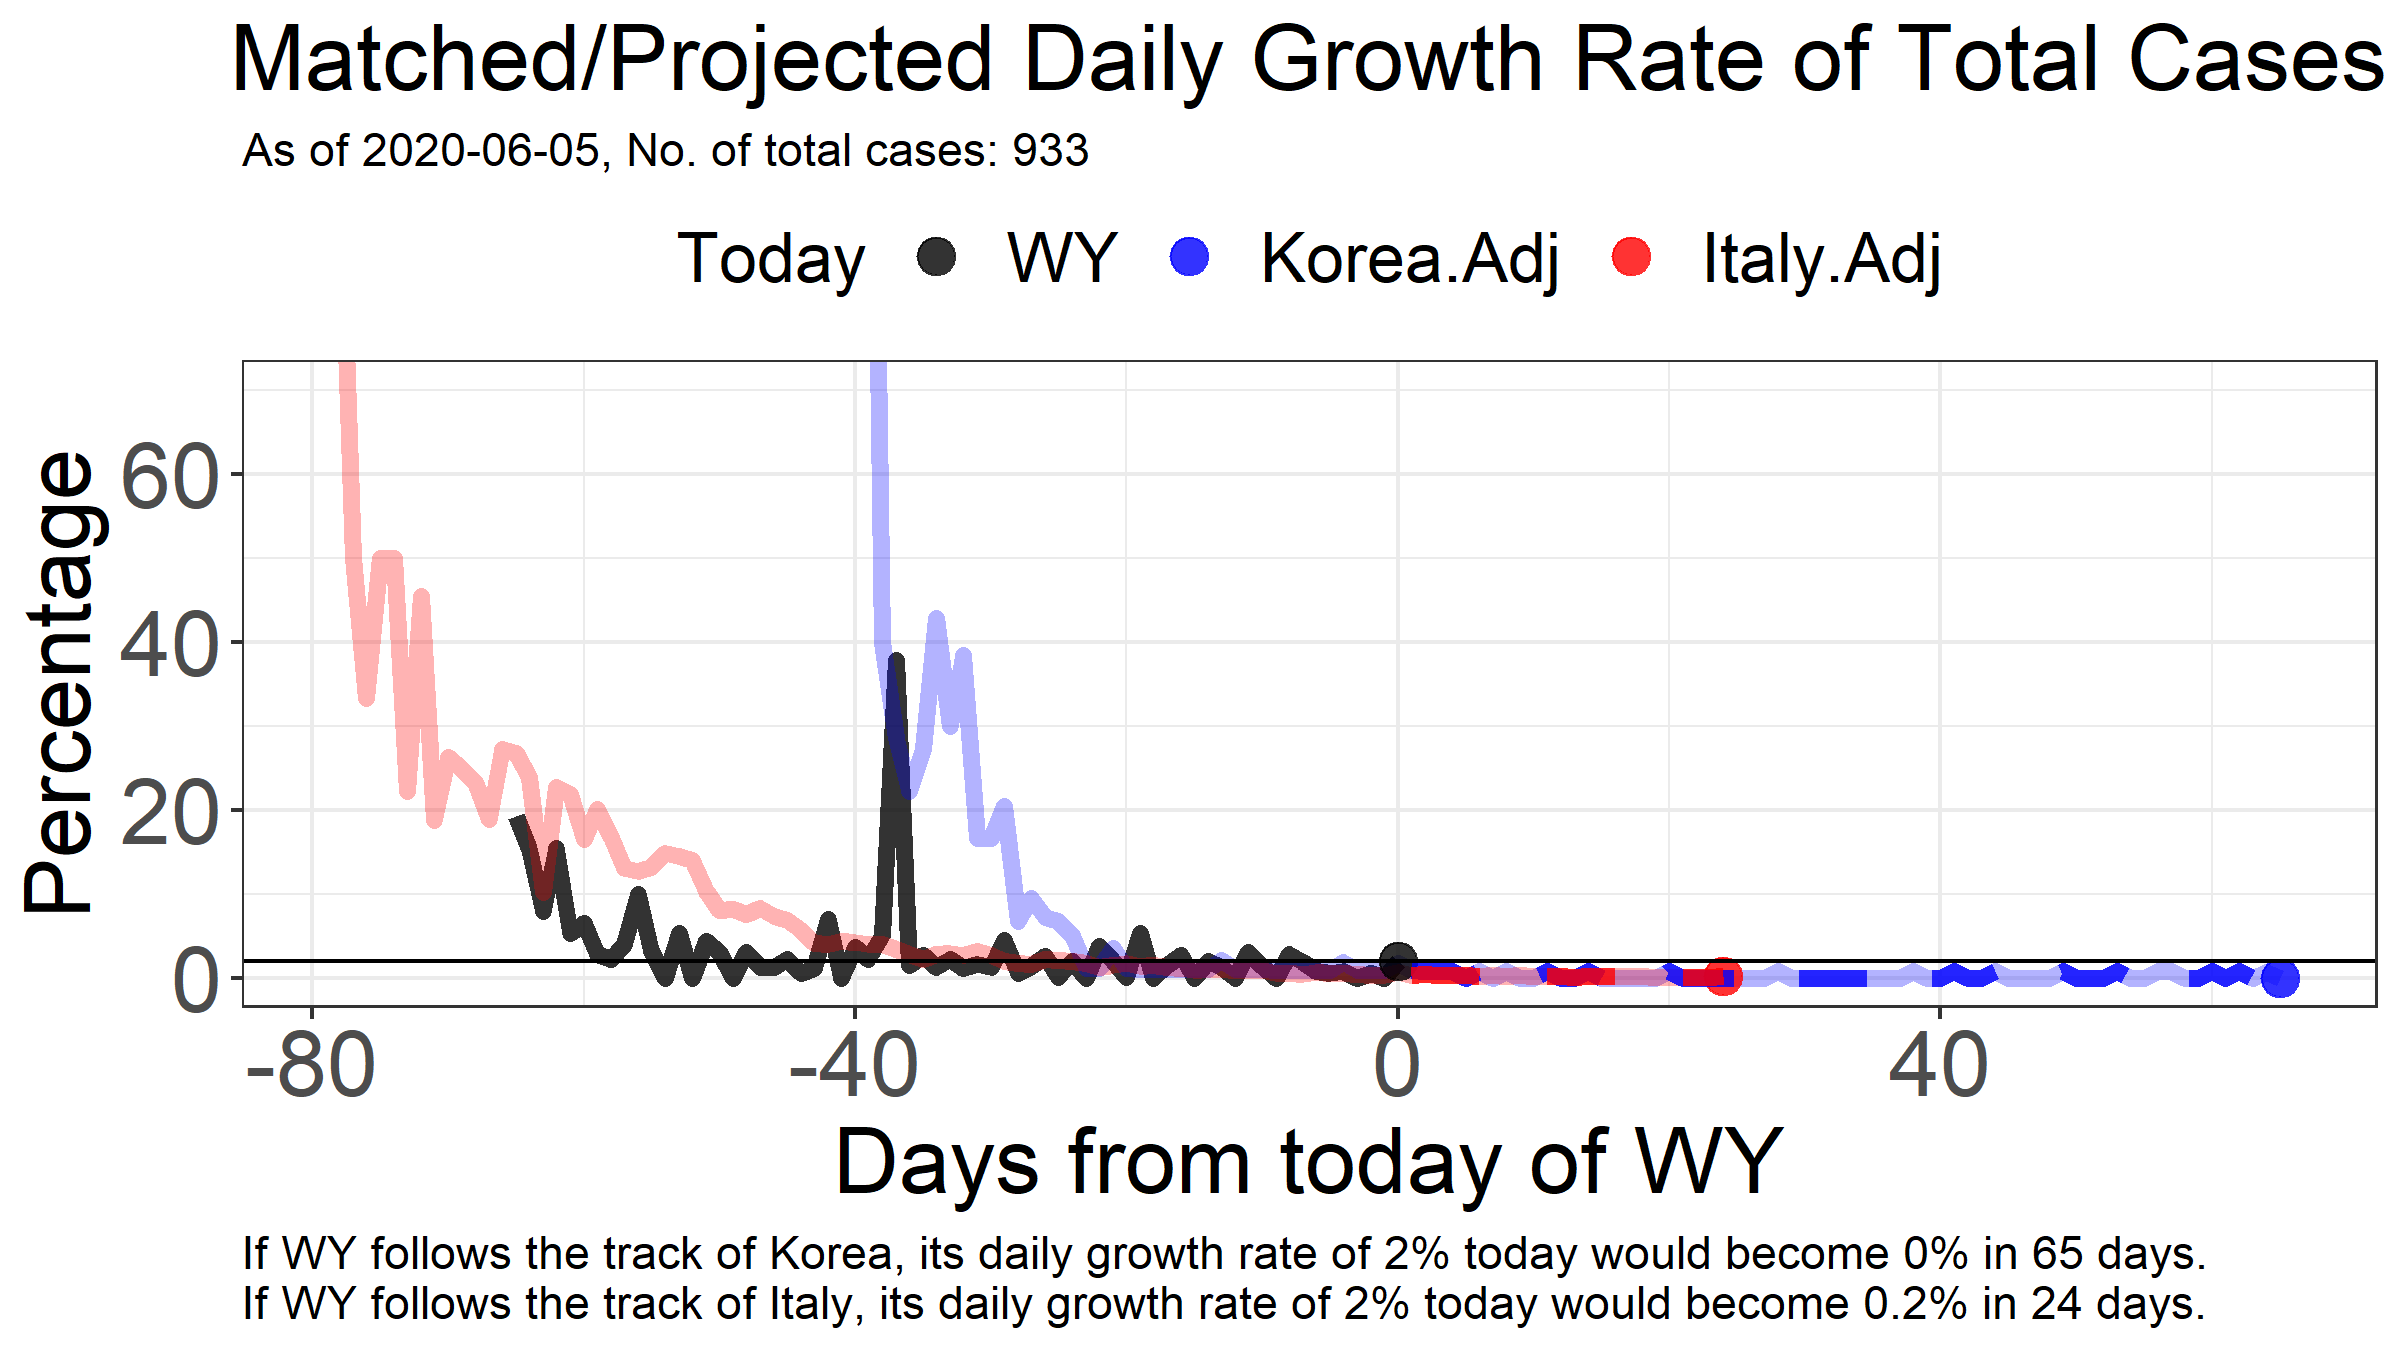 Matched/Projected Daily Growth Rate of Total Cases
As of 2020-06-05, No. of total cases: 933
Today WY Korea.Adj Italy.Adj
Percentage
60
40
20
0
-80 -40 0 40
Days from today of WY
If WY follows the track of Korea, its daily growth rate of 2% today would become 0% in 65 days.
If WY follows the track of Italy, its daily growth rate of 2% today would become 0.2% in 24 days.